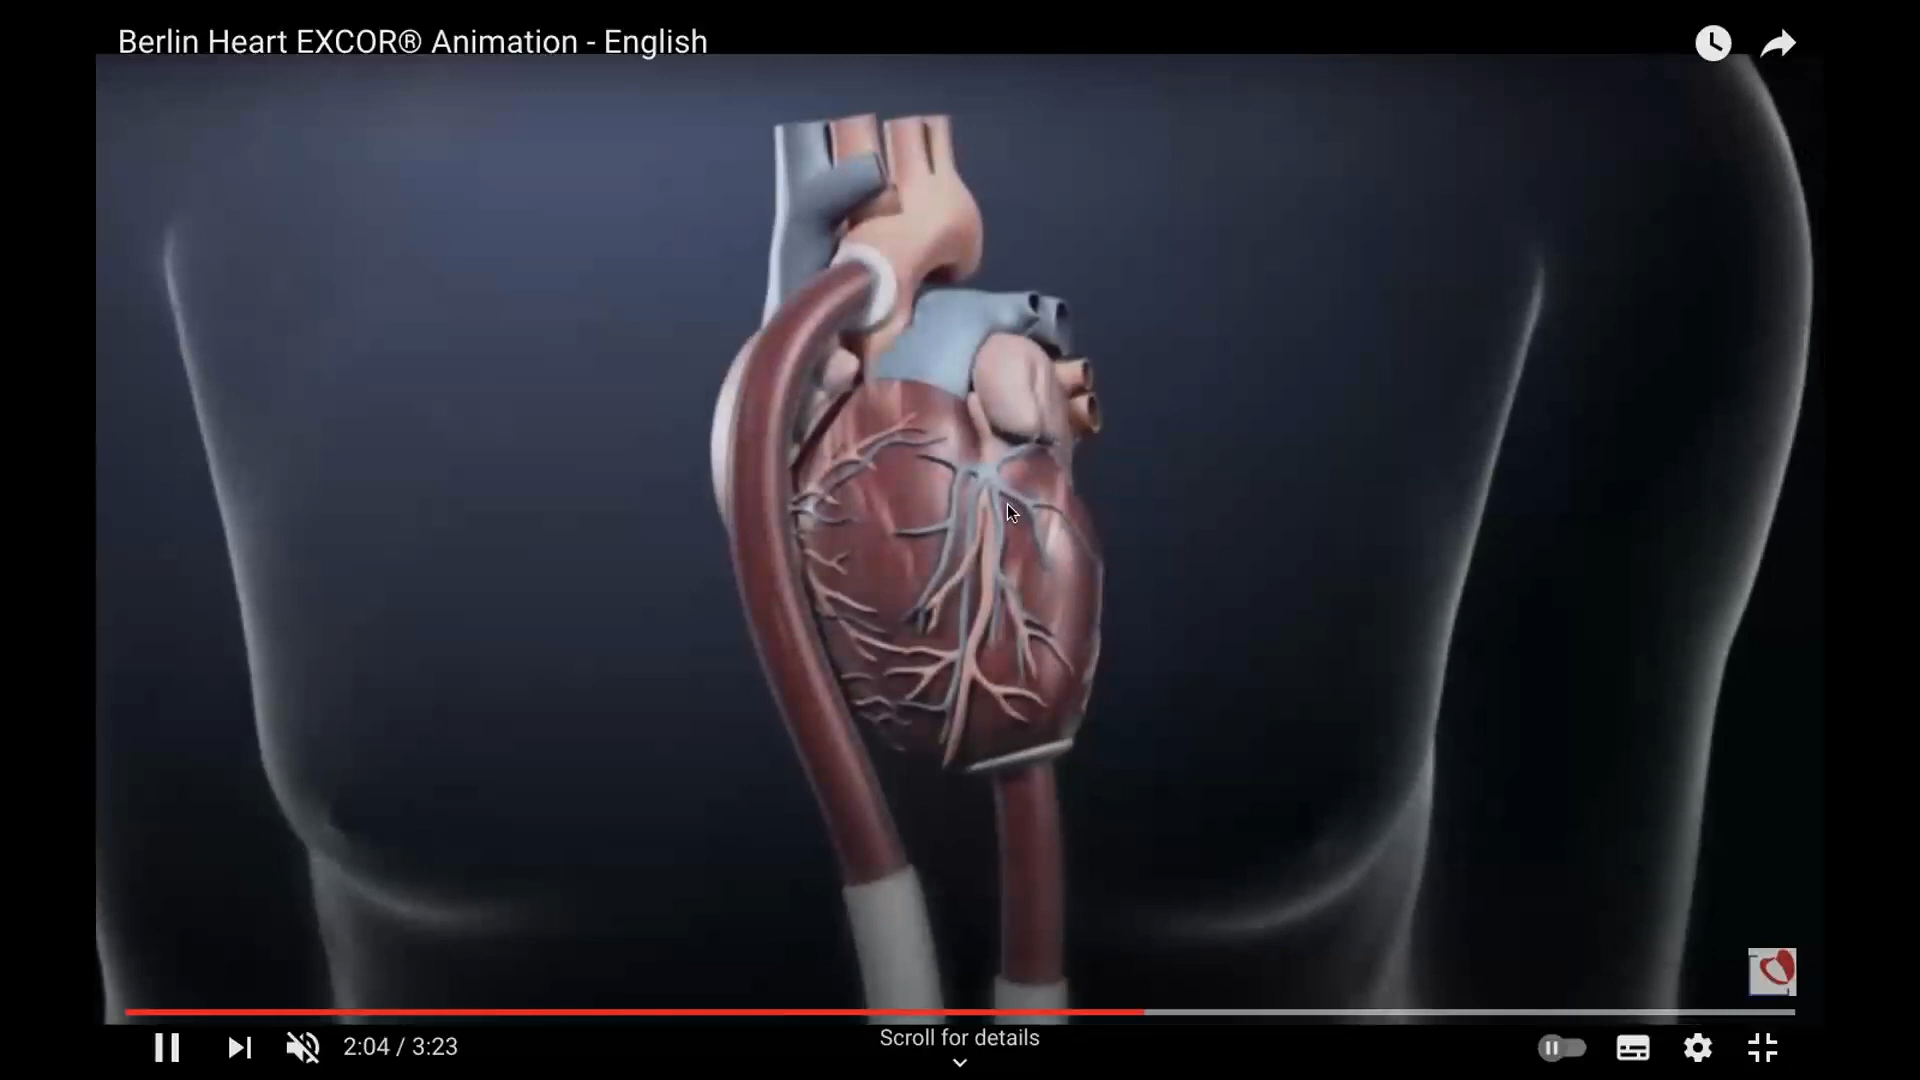 Berlin Heart EXCOR® Animation - English
2:04 / 3:23
Scroll for details